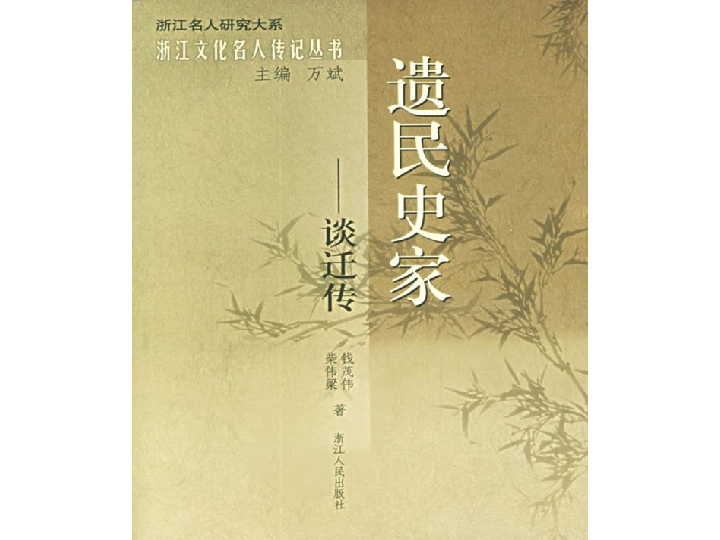 浙江名人研究大系
浙江文化名人传记丛书
主编 万斌
遗民史家
——谈迁传
钱茂伟
柴伟梁
著
浙江人民出版社